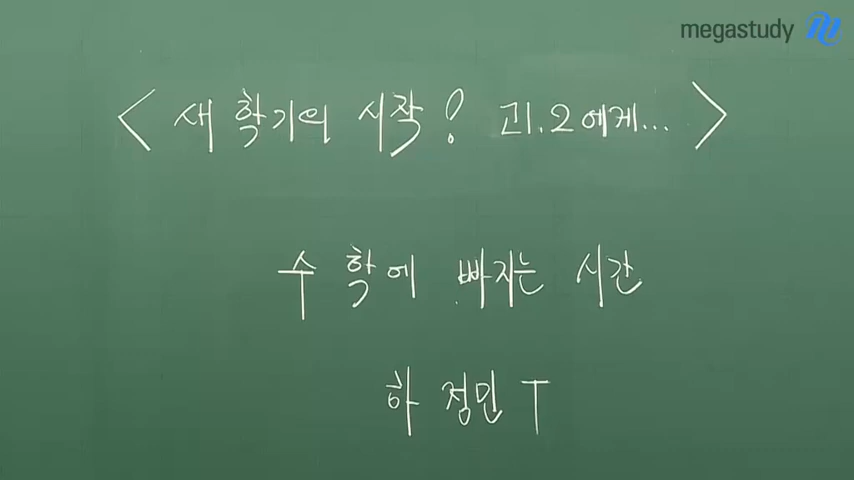 megastudy
< 새 학기의 시작! 고1.2에게... >
수학에 빠지는 시간
하정민 T